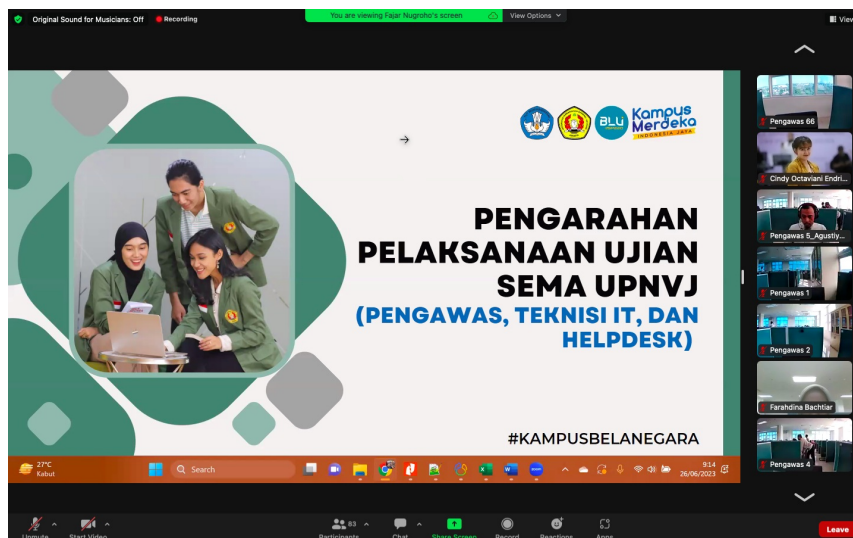 Original Sound for Musicians: Off
Recording
You are viewing Fajar Nugroho's screen
View Options
View
BLU
Kampus
Merdeka
INDONESIA JAYA
PENGARAHAN
PELAKSANAAN UJIAN
SEMA UPNVJ
(PENGAWAS, TEKNISI IT, DAN
HELPDESK)
#KAMPUSBELANEGARA
Pengawas 66
Cindy Octaviani Endri...
Pengawas 5_Agustiy...
Pengawas 1
Pengawas 2
Farahdina Bachtiar
Pengawas 4
27°C
Kabut
Search
9:14
26/06/2023
Unmute
Start Video
83
Participants
Chat
Share Screen
Record
Reactions
Apps
Leave